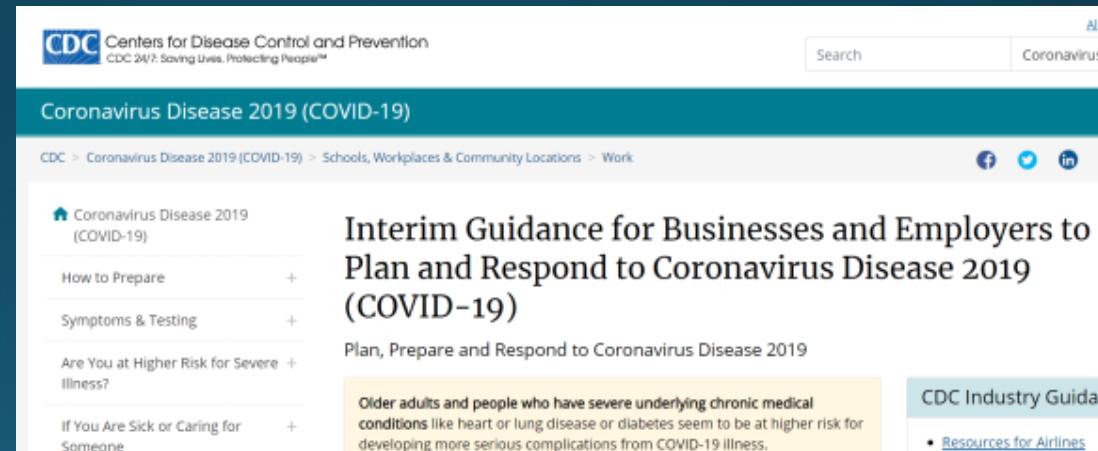 CDC Centers for Disease Control and Prevention
CDC 24/7: Saving Lives, Protecting People™
Search
Coronavirus
Coronavirus Disease 2019 (COVID-19)
CDC > Coronavirus Disease 2019 (COVID-19) > Schools, Workplaces & Community Locations > Work
Coronavirus Disease 2019
(COVID-19)
How to Prepare +
Symptoms & Testing +
Are You at Higher Risk for Severe +
Illness?
If You Are Sick or Caring for +
Someone
Interim Guidance for Businesses and Employers to
Plan and Respond to Coronavirus Disease 2019
(COVID-19)
Plan, Prepare and Respond to Coronavirus Disease 2019
Older adults and people who have severe underlying chronic medical
conditions like heart or lung disease or diabetes seem to be at higher risk for
developing more serious complications from COVID-19 illness.
CDC Industry Guida
• Resources for Airlines